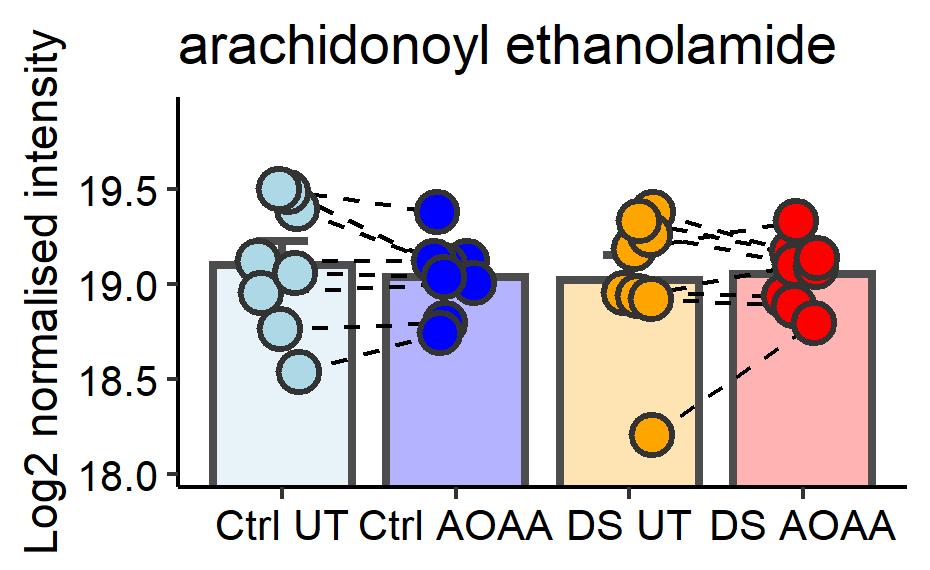 arachidonoyl ethanolamide
Log2 normalised intensity
19.5
19.0
18.5
18.0
Ctrl UT
Ctrl AOAA
DS UT
DS AOAA